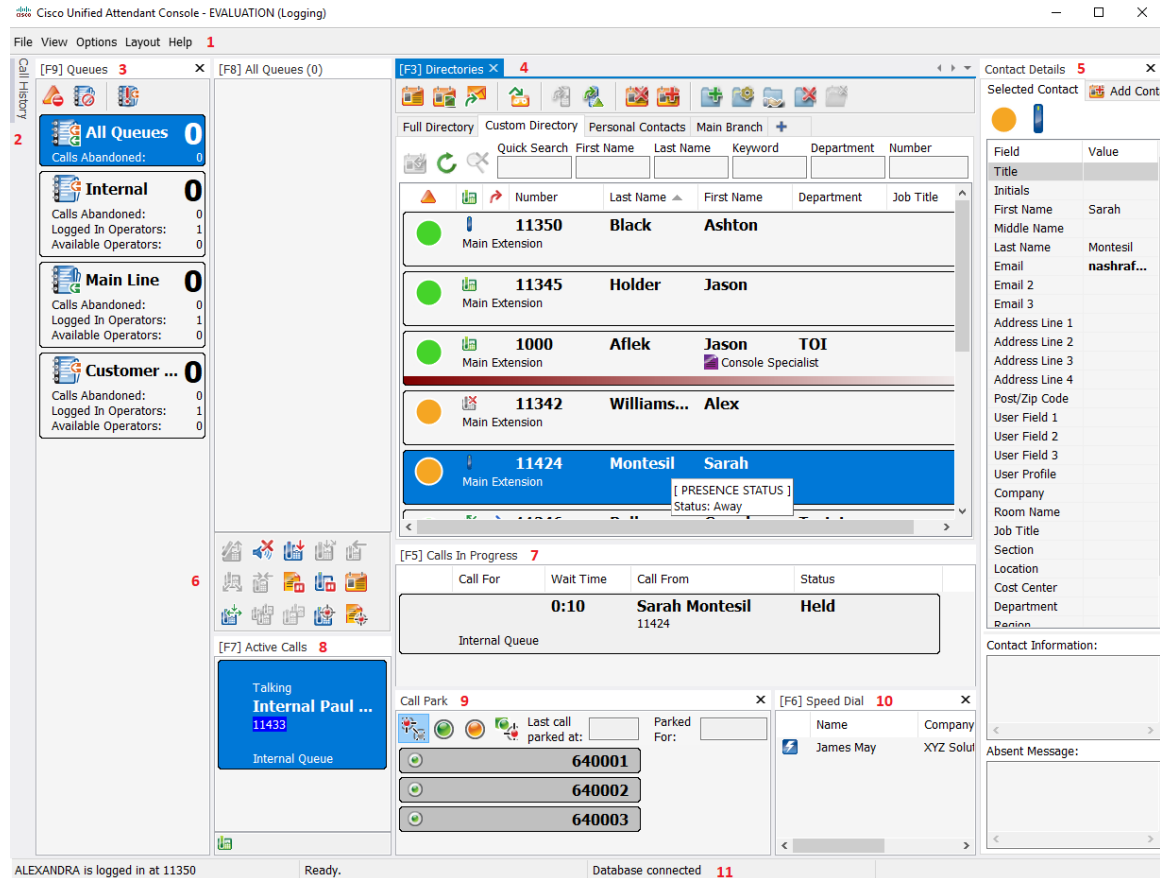 Cisco Unified Attendant Console - EVALUATION (Logging)
File View Options Layout Help 1
Call History
2
[F9] Queues 3
All Queues 0
Calls Abandoned: 0
Internal 0
Calls Abandoned: 0
Logged In Operators: 1
Available Operators: 0
Main Line 0
Calls Abandoned: 0
Logged In Operators: 1
Available Operators: 0
Customer ... 0
Calls Abandoned: 0
Logged In Operators: 1
Available Operators: 0
[F8] All Queues (0)
6
[F7] Active Calls 8
Talking
Internal Paul ...
11433
Internal Queue
[F3] Directories 4
Full Directory Custom Directory Personal Contacts Main Branch
Quick Search First Name Last Name Keyword Department Number
Number Last Name First Name Department Job Title
11350 Black Ashton
Main Extension
11345 Holder Jason
Main Extension
1000 Aflek Jason TOI
Main Extension Console Specialist
11342 Williams... Alex
Main Extension
11424 Montesil Sarah
Main Extension
[ PRESENCE STATUS ]
Status: Away
[F5] Calls In Progress 7
Call For Wait Time Call From Status
0:10 Sarah Montesil Held
11424
Internal Queue
Call Park 9
Last call parked at:
Parked For:
640001
640002
640003
[F6] Speed Dial 10
Name Company
James May XYZ Solut
Contact Details 5
Selected Contact Add Cont
Field Value
Title
Initials
First Name Sarah
Middle Name
Last Name Montesil
Email nashraf...
Email 2
Email 3
Address Line 1
Address Line 2
Address Line 3
Address Line 4
Post/Zip Code
User Field 1
User Field 2
User Field 3
User Profile
Company
Room Name
Job Title
Section
Location
Cost Center
Department
Region
Contact Information:
Absent Message:
ALEXANDRA is logged in at 11350 Ready. Database connected 11